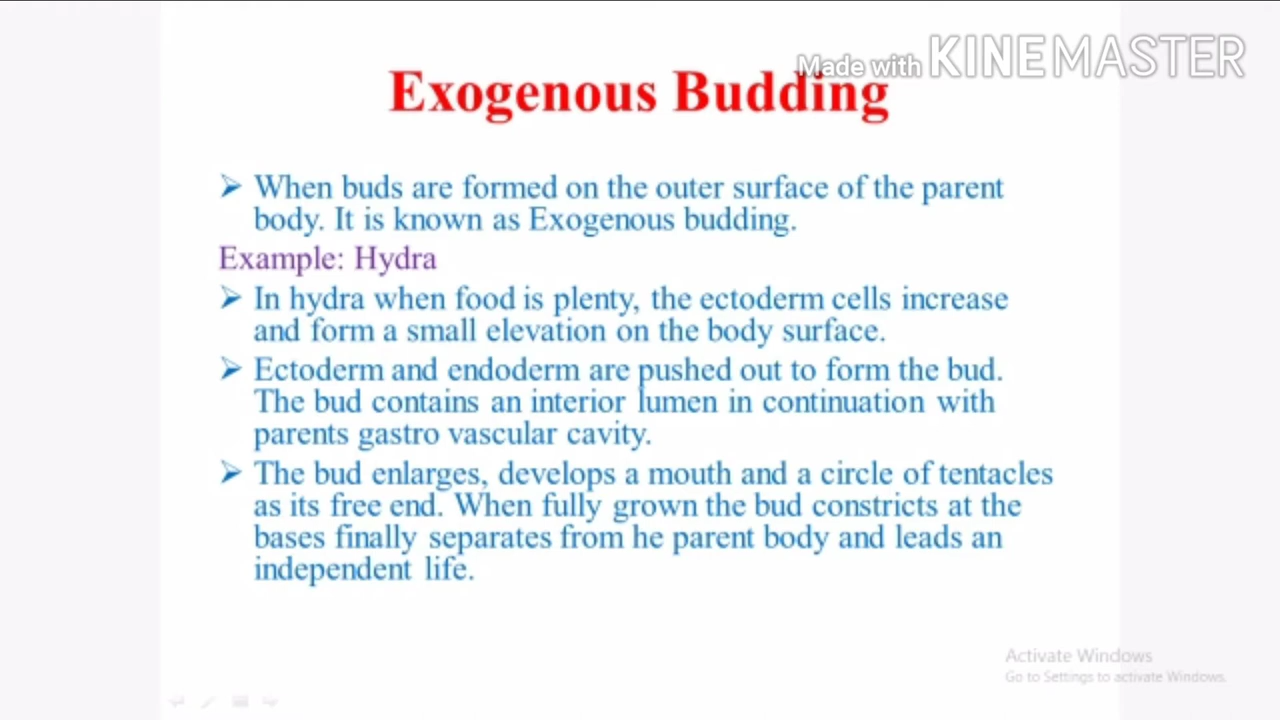 Made with KINEMASTER
Exogenous Budding
➢ When buds are formed on the outer surface of the parent
body. It is known as Exogenous budding.
Example: Hydra
➢ In hydra when food is plenty, the ectoderm cells increase
and form a small elevation on the body surface.
➢ Ectoderm and endoderm are pushed out to form the bud.
The bud contains an interior lumen in continuation with
parents gastro vascular cavity.
➢ The bud enlarges, develops a mouth and a circle of tentacles
as its free end. When fully grown the bud constricts at the
bases finally separates from he parent body and leads an
independent life.
Activate Windows
Go to Settings to activate Windows.